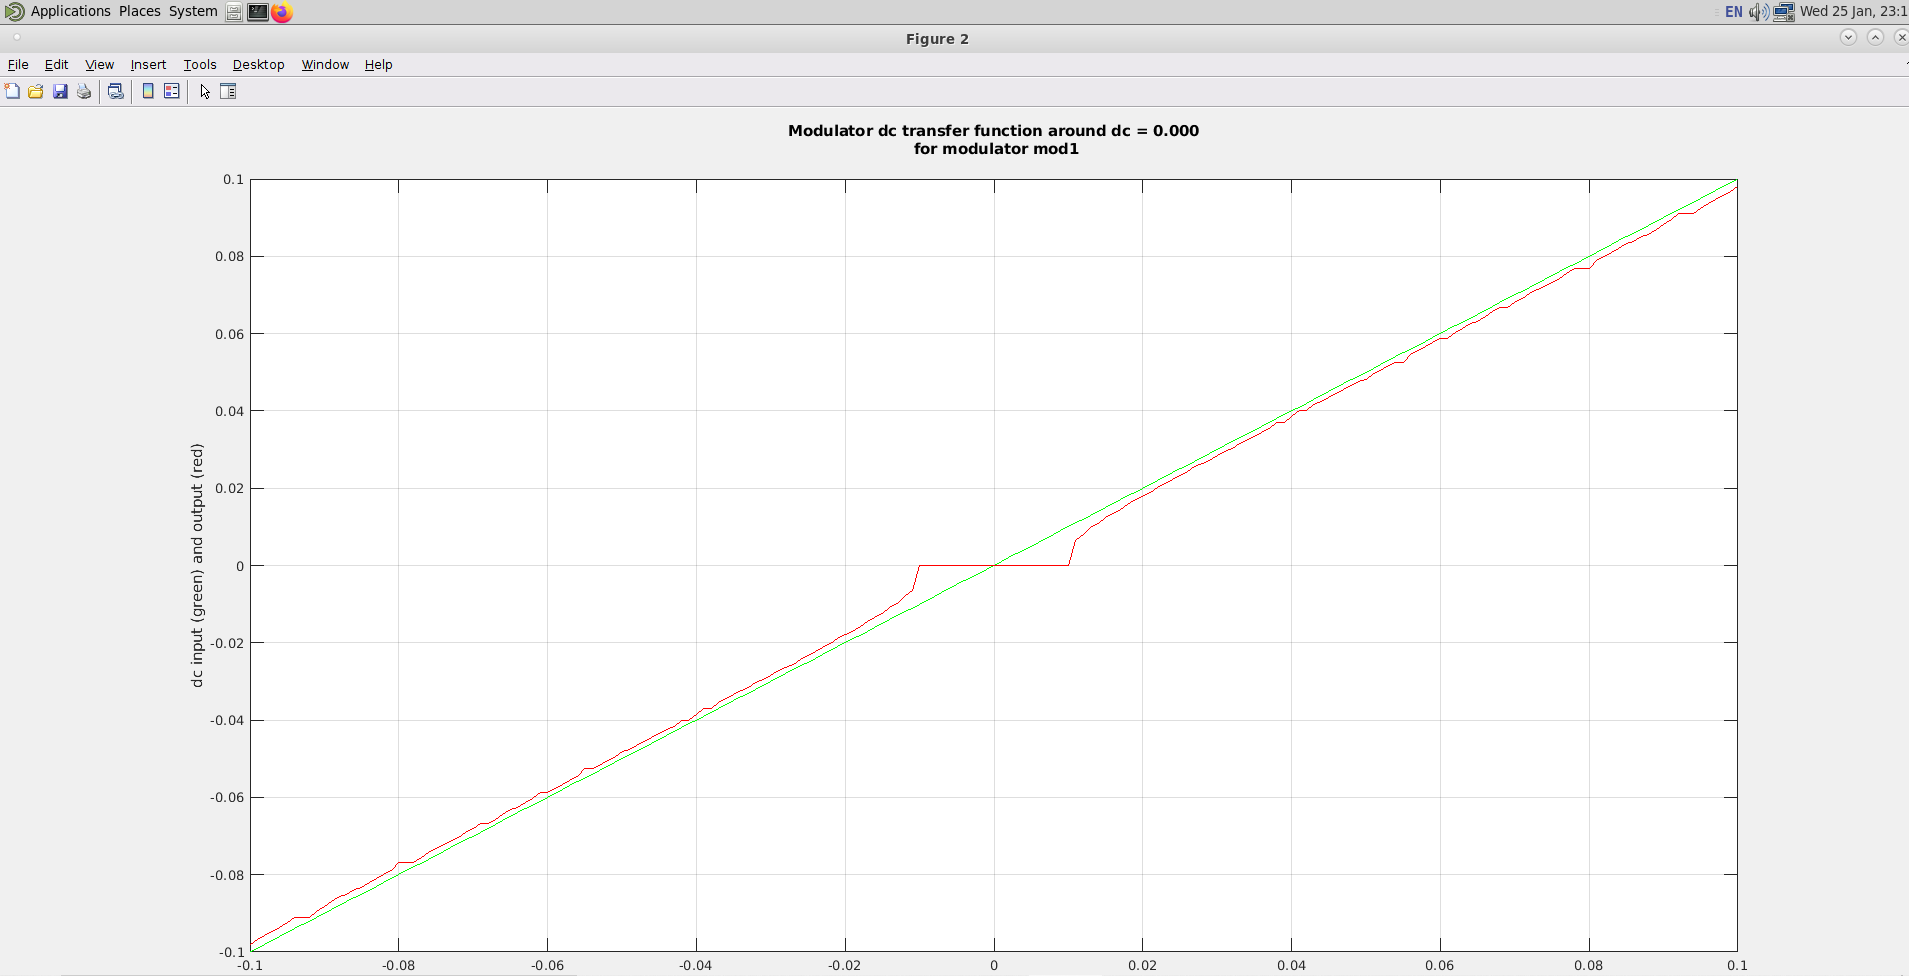 Applications Places System
EN Wed 25 Jan, 23:1
Figure 2
File Edit View Insert Tools Desktop Window Help
Modulator dc transfer function around dc = 0.000
for modulator mod1
dc input (green) and output (red)
0.1
0.08
0.06
0.04
0.02
0
-0.02
-0.04
-0.06
-0.08
-0.1
-0.1 -0.08 -0.06 -0.04 -0.02 0 0.02 0.04 0.06 0.08 0.1